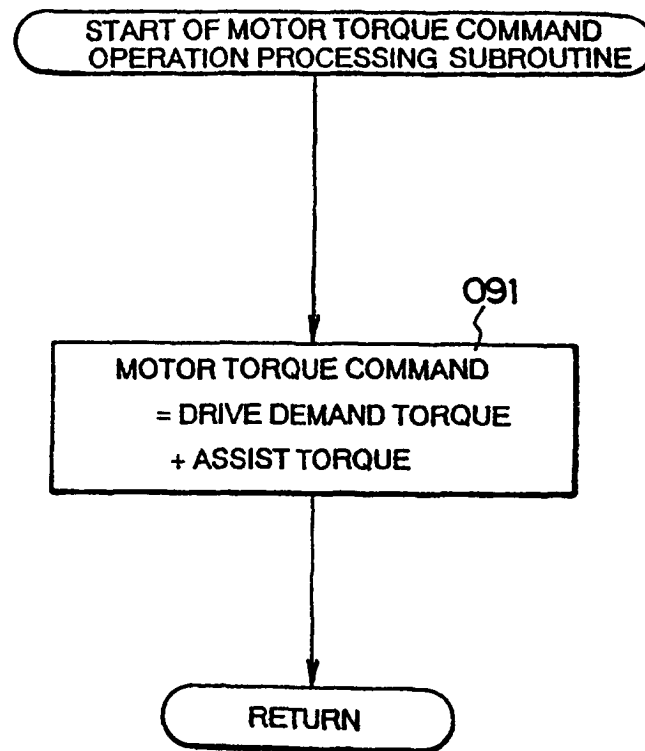 START OF MOTOR TORQUE COMMAND
OPERATION PROCESSING SUBROUTINE
091
MOTOR TORQUE COMMAND
= DRIVE DEMAND TORQUE
+ ASSIST TORQUE
RETURN